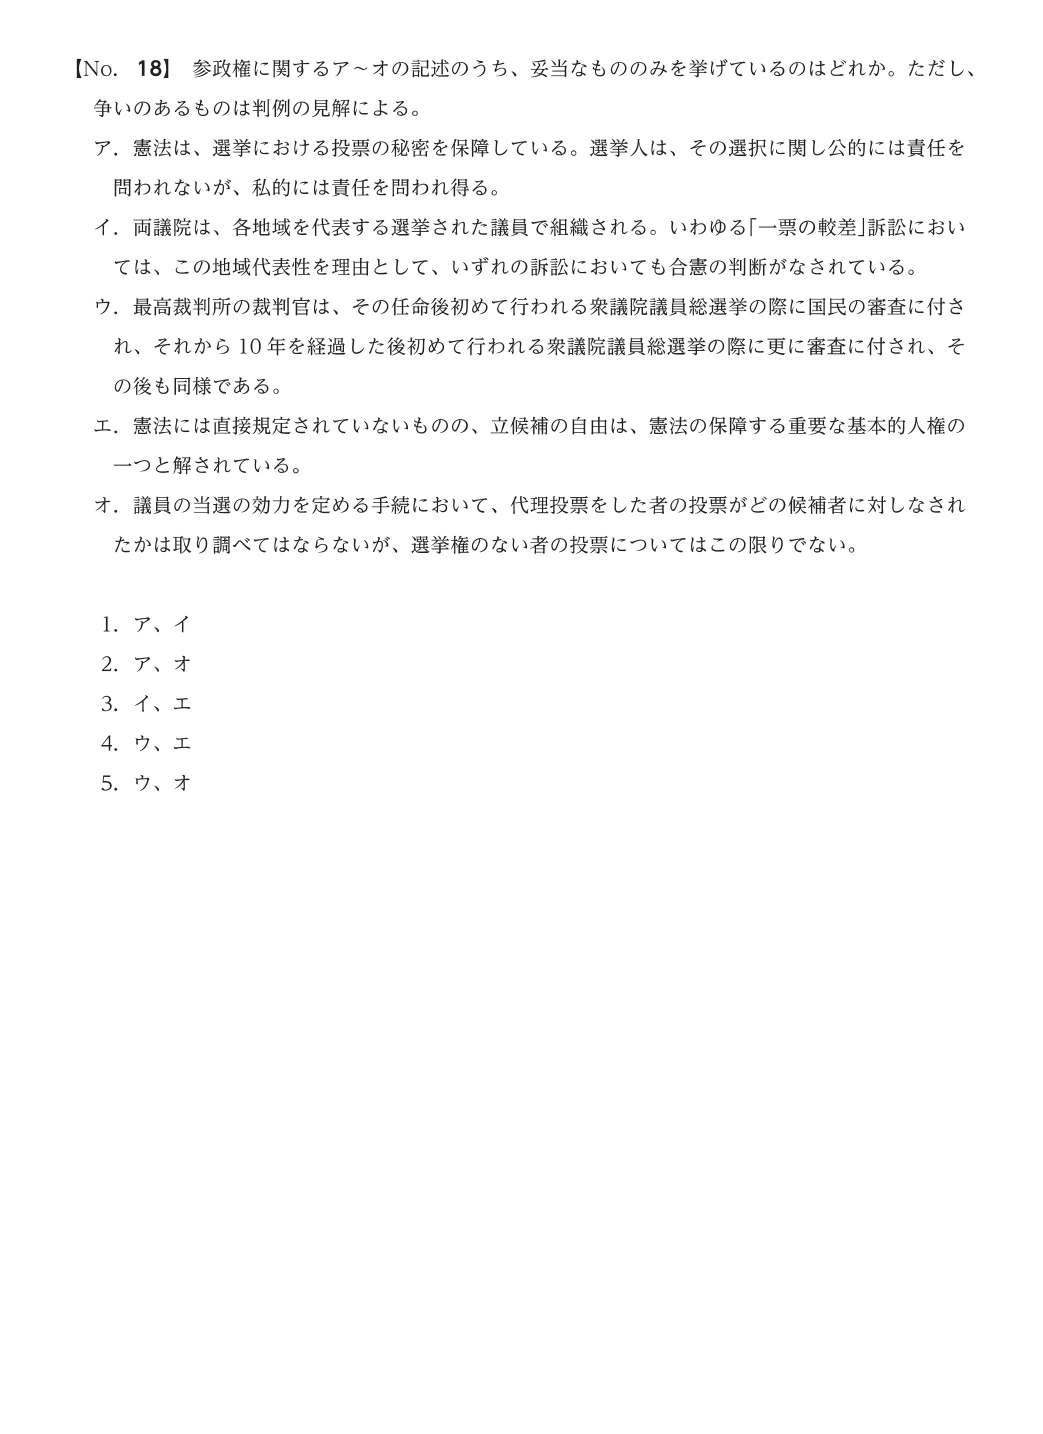 【No. 18】 参政権に関するア～オの記述のうち、妥当なもののみを挙げているのはどれか。ただし、
争いのあるものは判例の見解による。
ア．憲法は、選挙における投票の秘密を保障している。選挙人は、その選択に関し公的には責任を
問われないが、私的には責任を問われ得る。
イ．両議院は、各地域を代表する選挙された議員で組織される。いわゆる「一票の較差」訴訟におい
ては、この地域代表性を理由として、いずれの訴訟においても合憲の判断がなされている。
ウ．最高裁判所の裁判官は、その任命後初めて行われる衆議院議員総選挙の際に国民の審査に付さ
れ、それから 10 年を経過した後初めて行われる衆議院議員総選挙の際に更に審査に付され、そ
の後も同様である。
エ．憲法には直接規定されていないものの、立候補の自由は、憲法の保障する重要な基本的人権の
一つと解されている。
オ．議員の当選の効力を定める手続において、代理投票をした者の投票がどの候補者に対しなされ
たかは取り調べてはならないが、選挙権のない者の投票についてはこの限りでない。
1．ア、イ
2．ア、オ
3．イ、エ
4．ウ、エ
5．ウ、オ